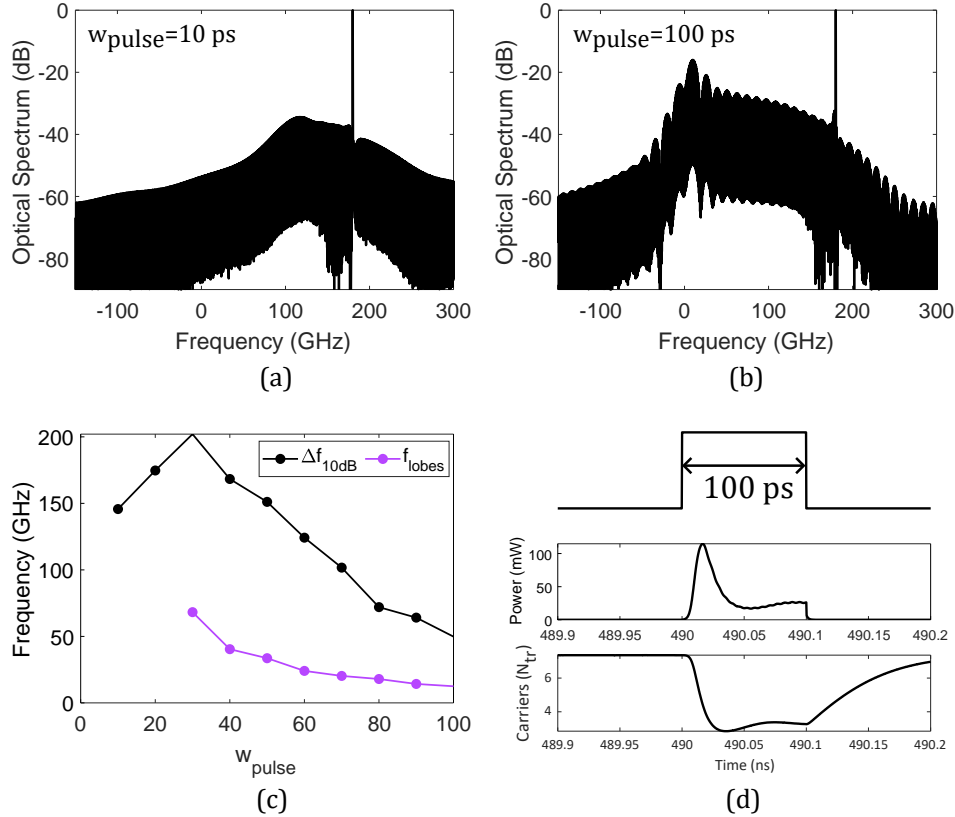 w_pulse=10 ps
Optical Spectrum (dB)
0
-20
-40
-60
-80
-100 0 100 200 300
Frequency (GHz)
(a)
w_pulse=100 ps
Optical Spectrum (dB)
0
-20
-40
-60
-80
-100 0 100 200 300
Frequency (GHz)
(b)
Δf_10dB f_lobes
Frequency (GHz)
200
150
100
50
0
0 20 40 60 80 100
w_pulse
(c)
100 ps
Power (mW)
100
50
0
489.9 489.95 490 490.05 490.1 490.15 490.2
Carriers (N_tr)
6
4
489.9 489.95 490 490.05 490.1 490.15 490.2
Time (ns)
(d)